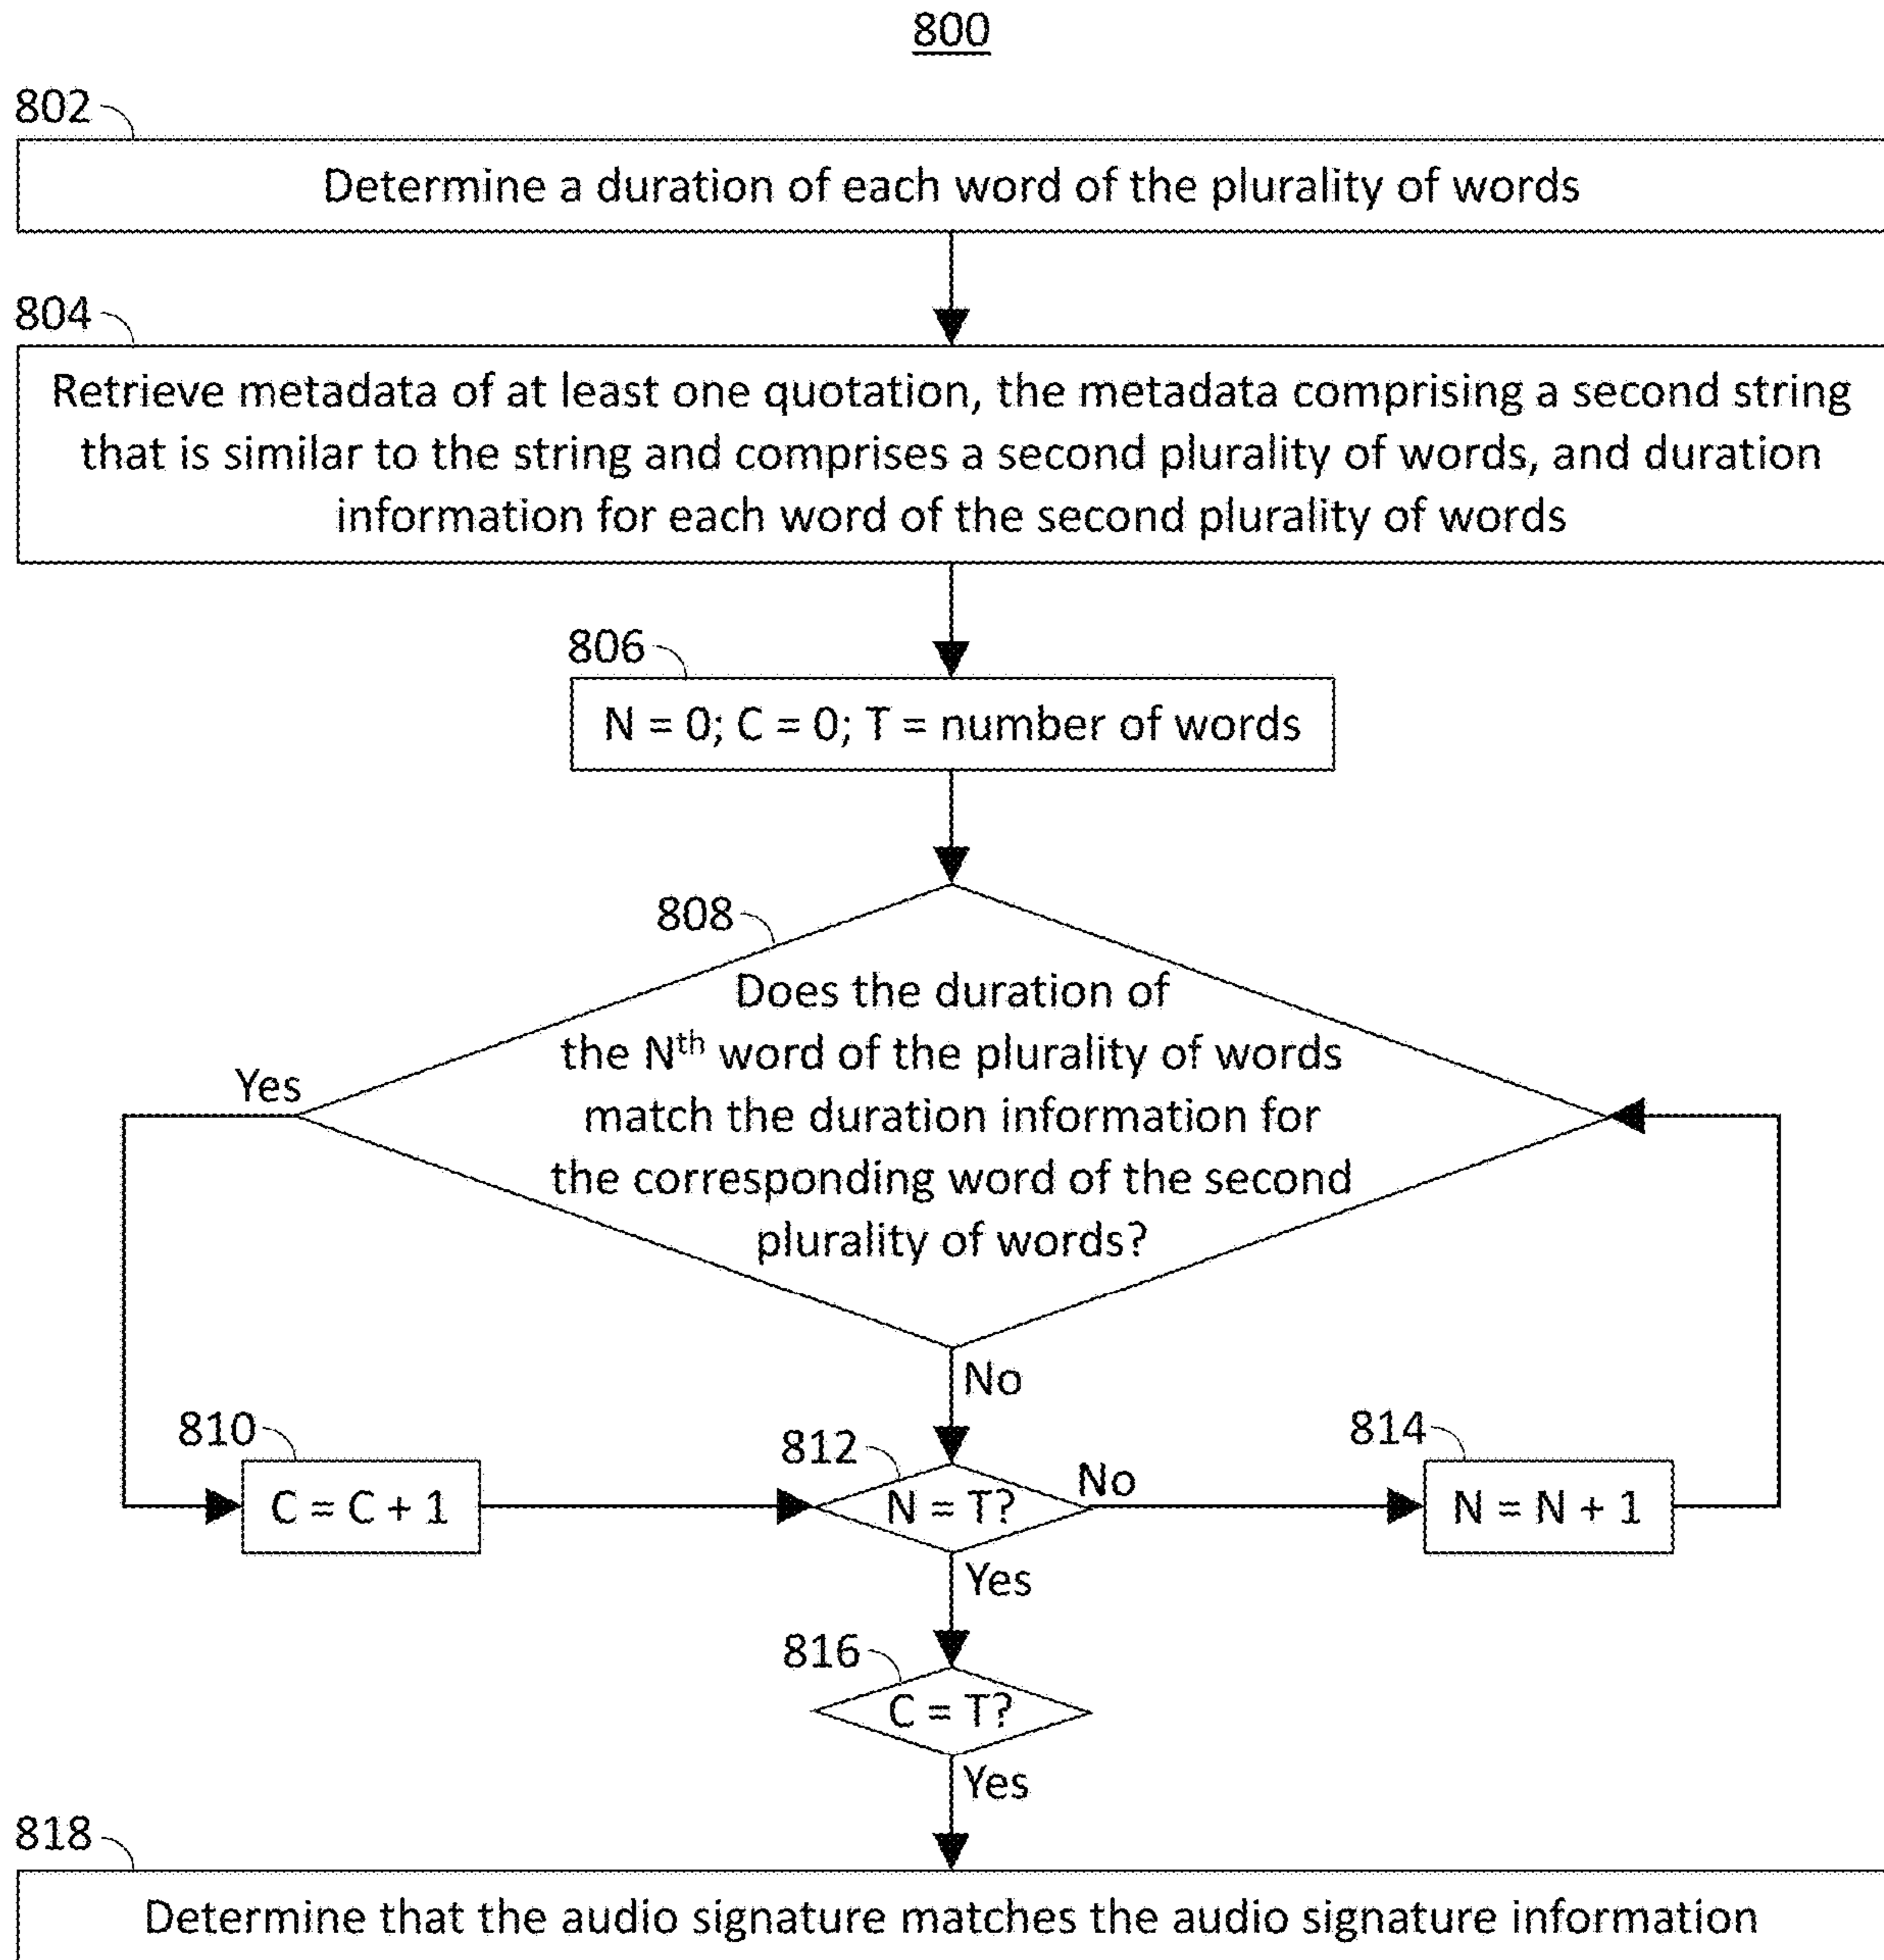 800
802
Determine a duration of each word of the plurality of words
804
Retrieve metadata of at least one quotation, the metadata comprising a second string
that is similar to the string and comprises a second plurality of words, and duration
information for each word of the second plurality of words
806
N = 0; C = 0; T = number of words
808
Does the duration of
the Nth word of the plurality of words
match the duration information for
the corresponding word of the second
plurality of words?
Yes
No
810
C = C + 1
812
N = T?
No
814
N = N + 1
Yes
816
C = T?
Yes
818
Determine that the audio signature matches the audio signature information